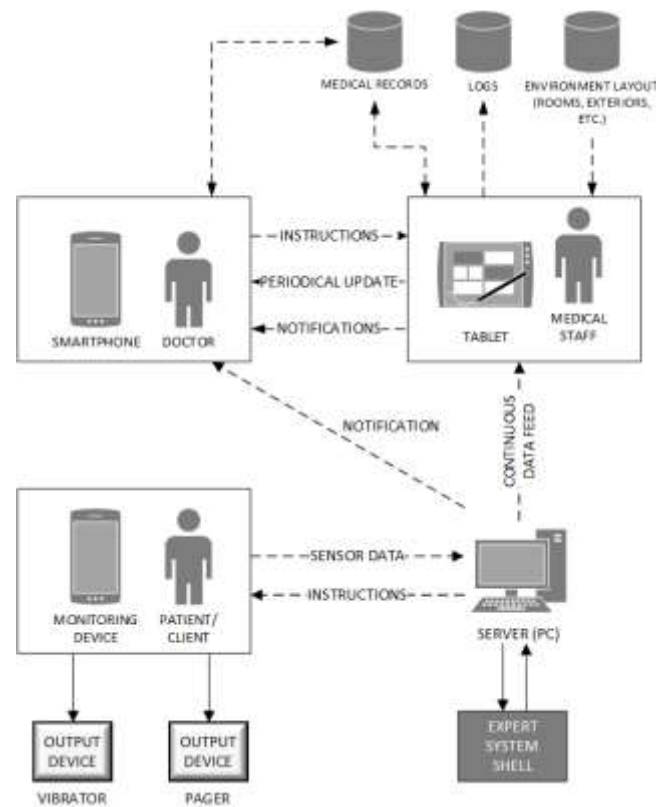 MEDICAL RECORDS
LOGS
ENVIRONMENT LAYOUT
(ROOMS, EXTERIORS,
ETC.)
INSTRUCTIONS
PERIODICAL UPDATE
NOTIFICATIONS
SMARTPHONE
DOCTOR
TABLET
MEDICAL
STAFF
NOTIFICATION
CONTINUOUS
DATA FEED
SENSOR DATA
INSTRUCTIONS
MONITORING
DEVICE
PATIENT/
CLIENT
SERVER (PC)
OUTPUT
DEVICE
OUTPUT
DEVICE
EXPERT
SYSTEM
SHELL
VIBRATOR
PAGER